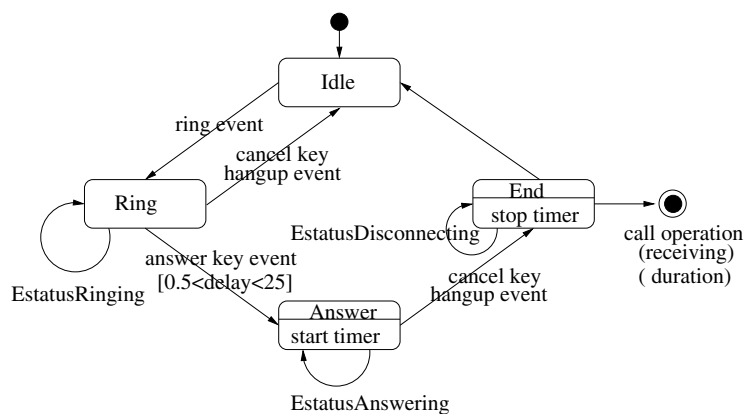 Idle
ring event
cancel key
hangup event
Ring
End
stop timer
EstatusDisconnecting
call operation
(receiving)
( duration)
answer key event
[0.5<delay<25]
EstatusRinging
cancel key
hangup event
Answer
start timer
EstatusAnswering